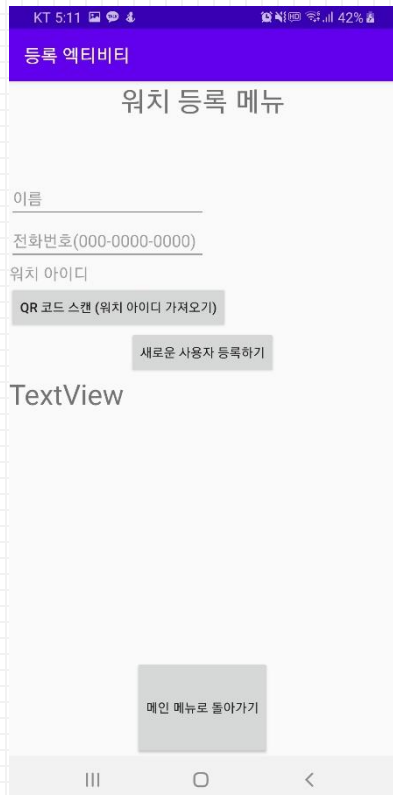 KT 5:11 42%
등록 엑티비티
워치 등록 메뉴
이름
전화번호(000-0000-0000)
워치 아이디
QR 코드 스캔 (워치 아이디 가져오기)
새로운 사용자 등록하기
TextView
메인 메뉴로 돌아가기